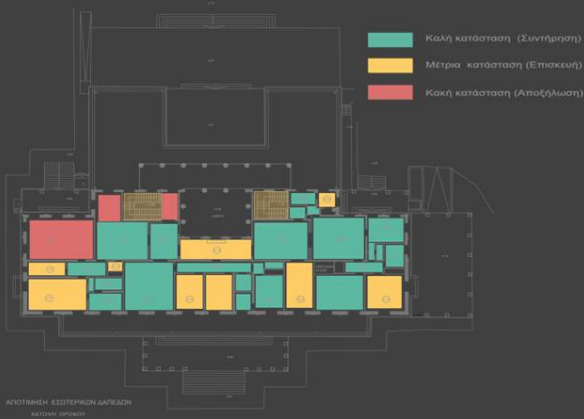 Καλή κατάσταση (Συντήρηση)
Μέτρια κατάσταση (Επισκευή)
Κακή κατάσταση (Αποξήλωση)
ΑΠΟΤΙΜΗΣΗ ΕΣΩΤΕΡΙΚΩΝ ΔΑΠΕΔΩΝ
ΚΑΤΟΨΗ ΟΡΟΦΟΥ